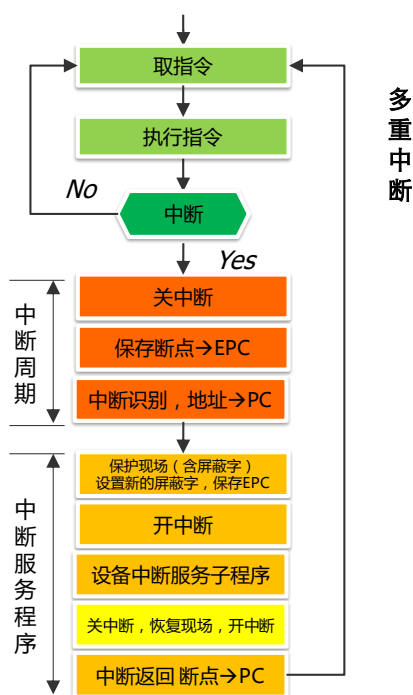 多重中断
取指令
执行指令
No
中断
Yes
中断周期
关中断
保存断点→EPC
中断识别，地址→PC
中断服务程序
保护现场（含屏蔽字）
设置新的屏蔽字，保存EPC
开中断
设备中断服务子程序
关中断，恢复现场，开中断
中断返回 断点→PC